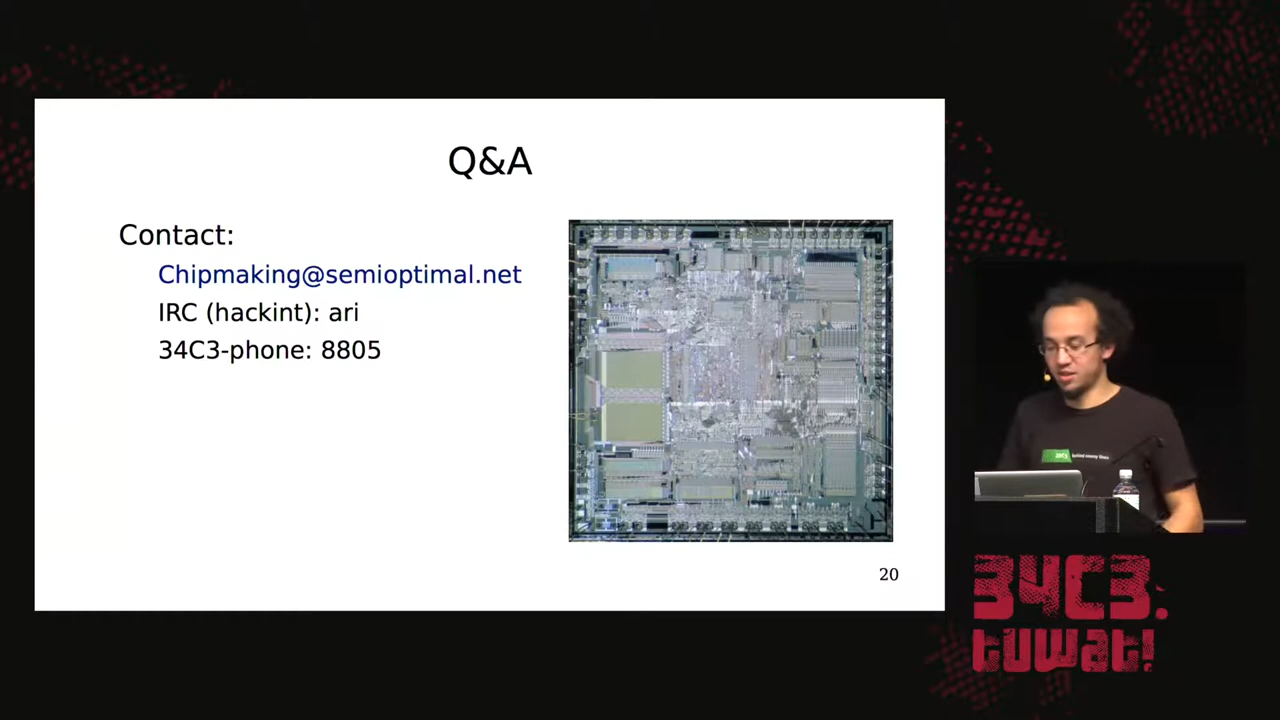 Q&A
Contact:
Chipmaking@semioptimal.net
IRC (hackint): ari
34C3-phone: 8805
20
34C3.
tuwat!